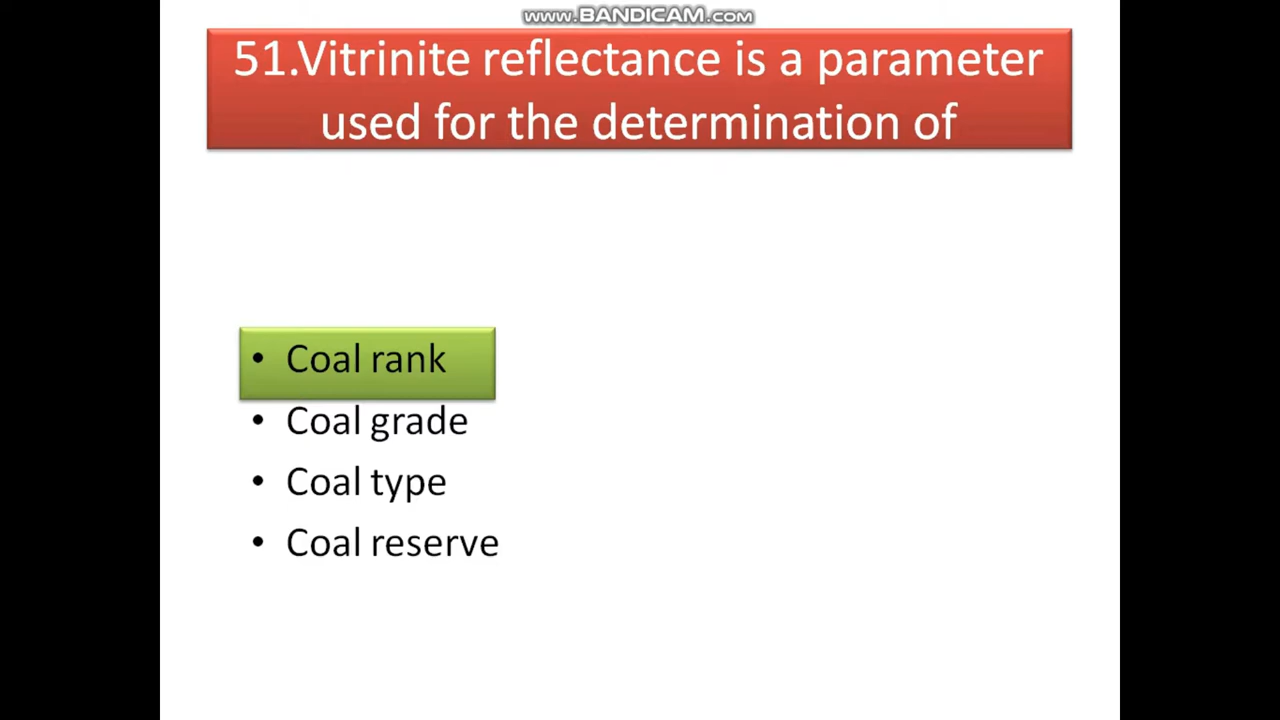 www.BANDICAM.com
51.Vitrinite reflectance is a parameter
used for the determination of
• Coal rank
• Coal grade
• Coal type
• Coal reserve